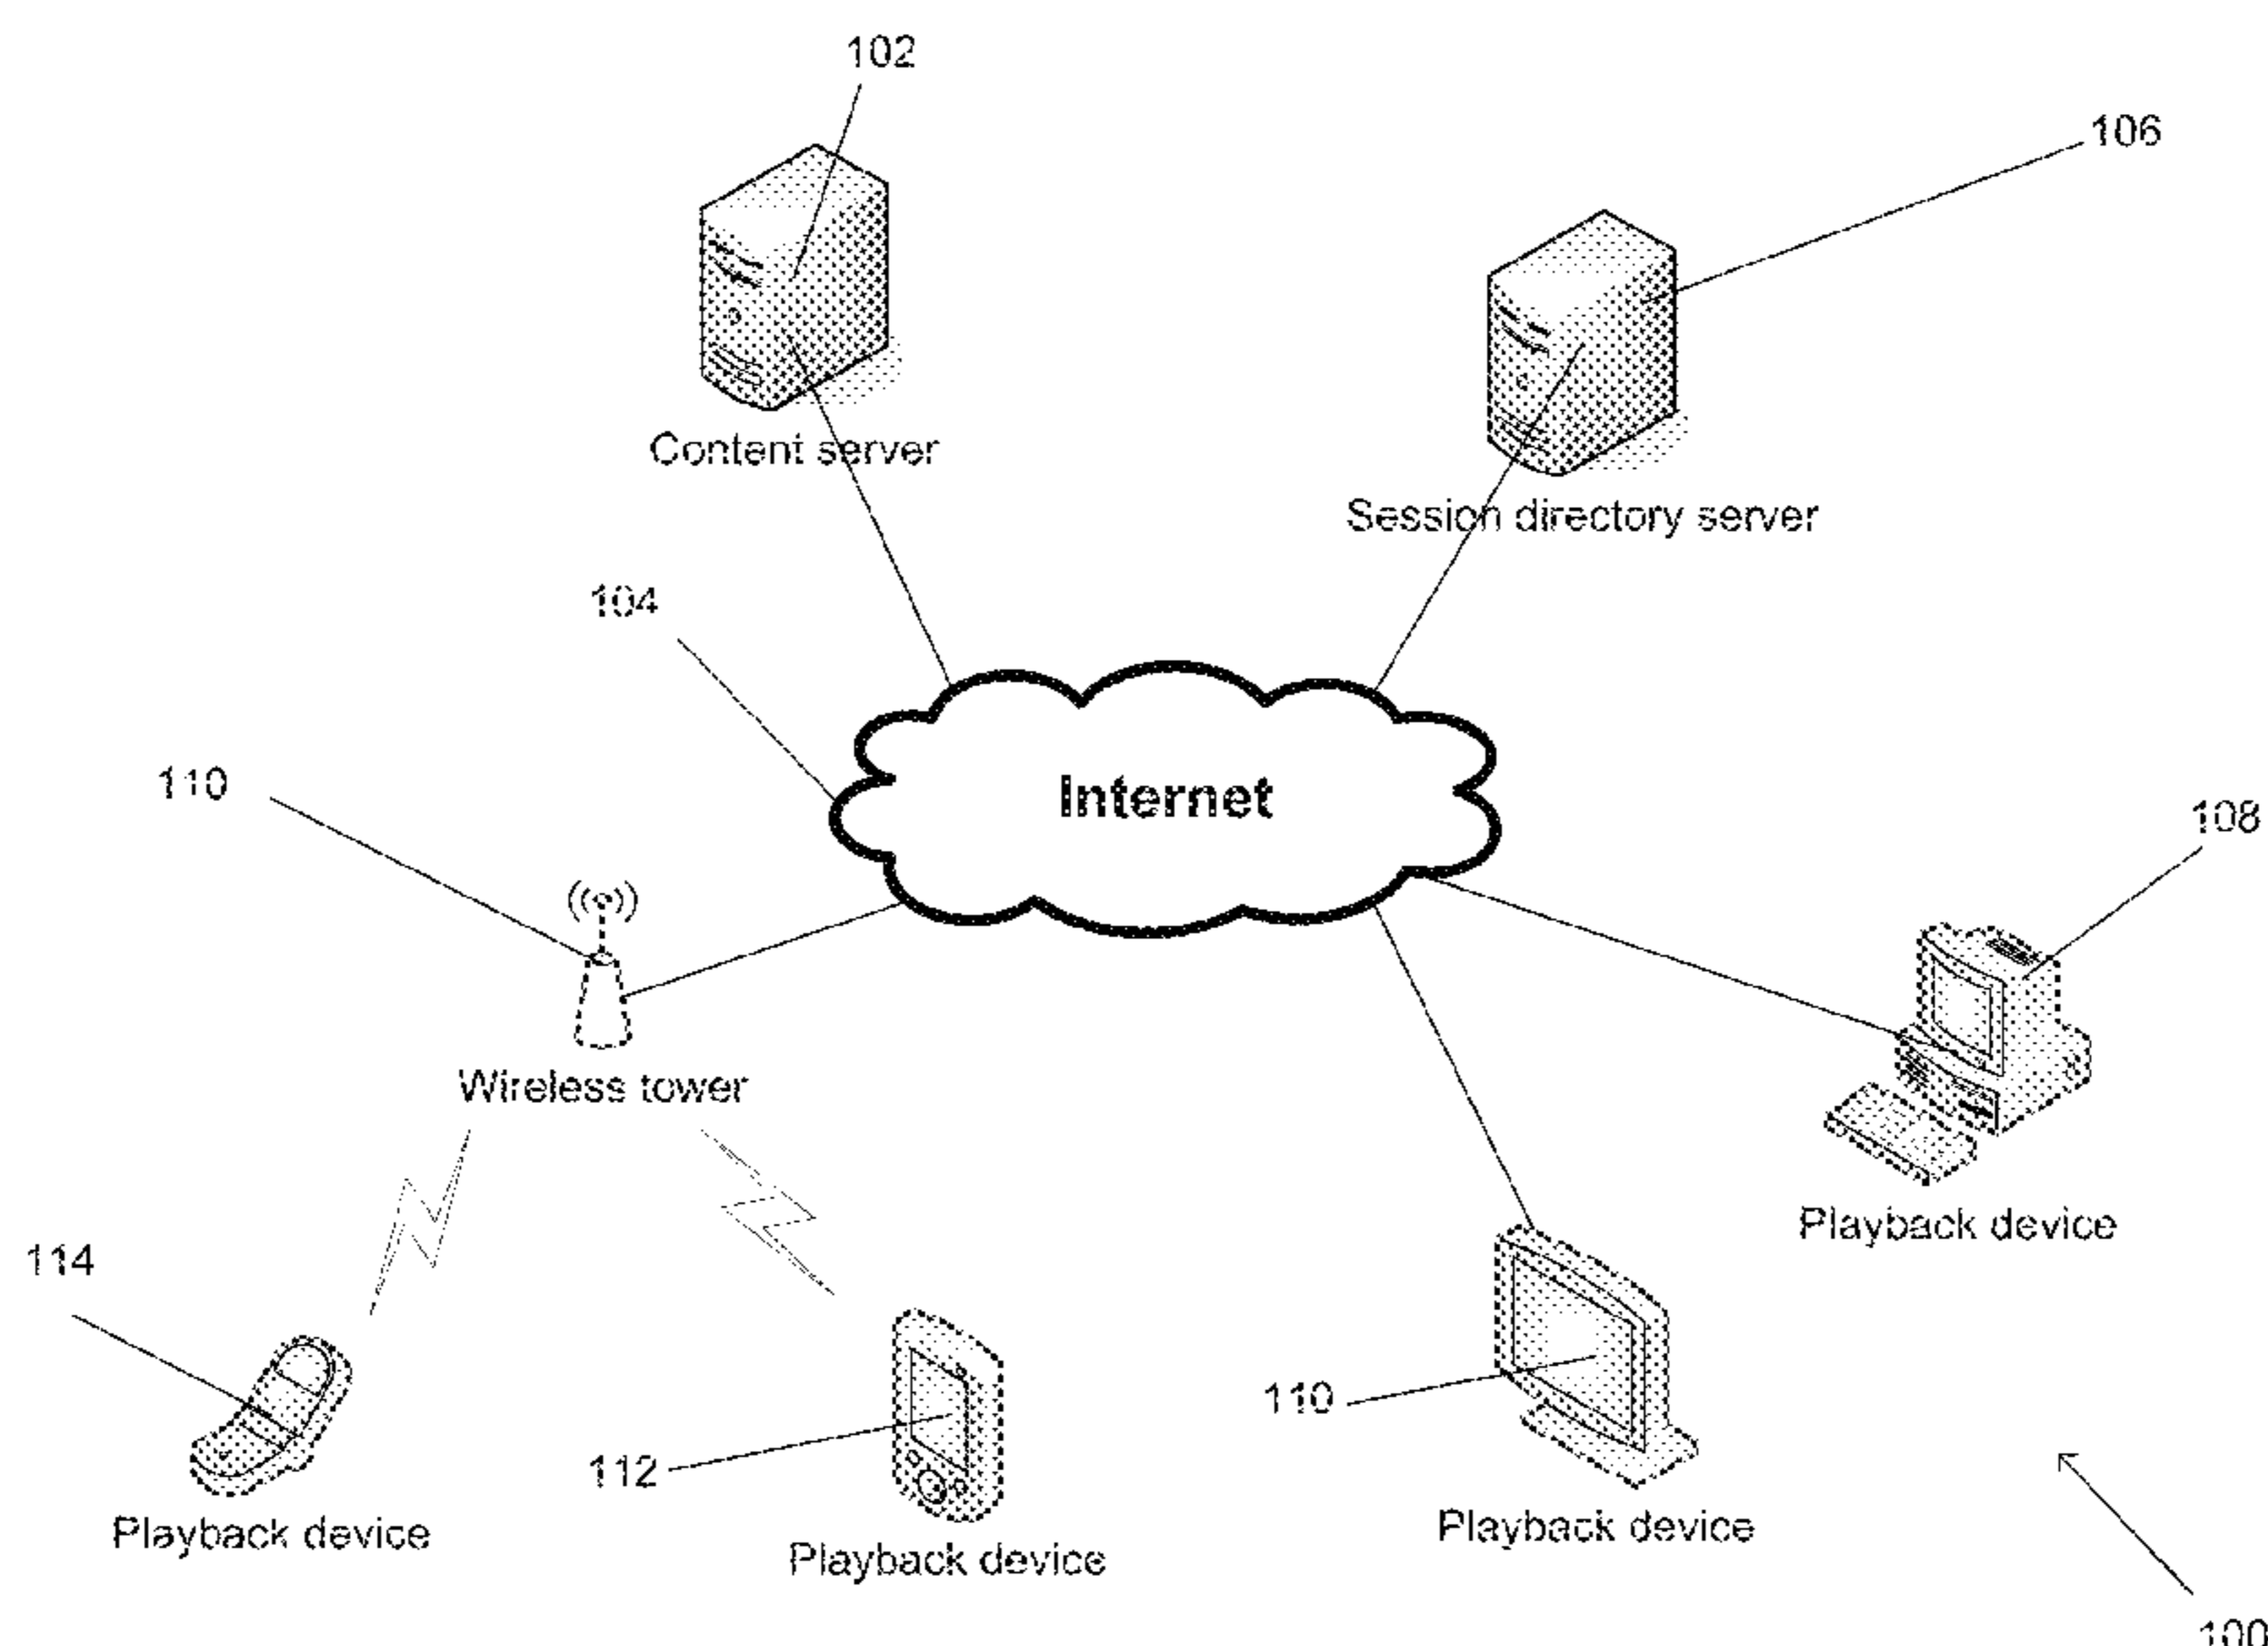 102
106
Content server
Session directory server
104
Internet
110
108
Wireless tower
Playback device
114
110
112
Playback device
Playback device
Playback device
100